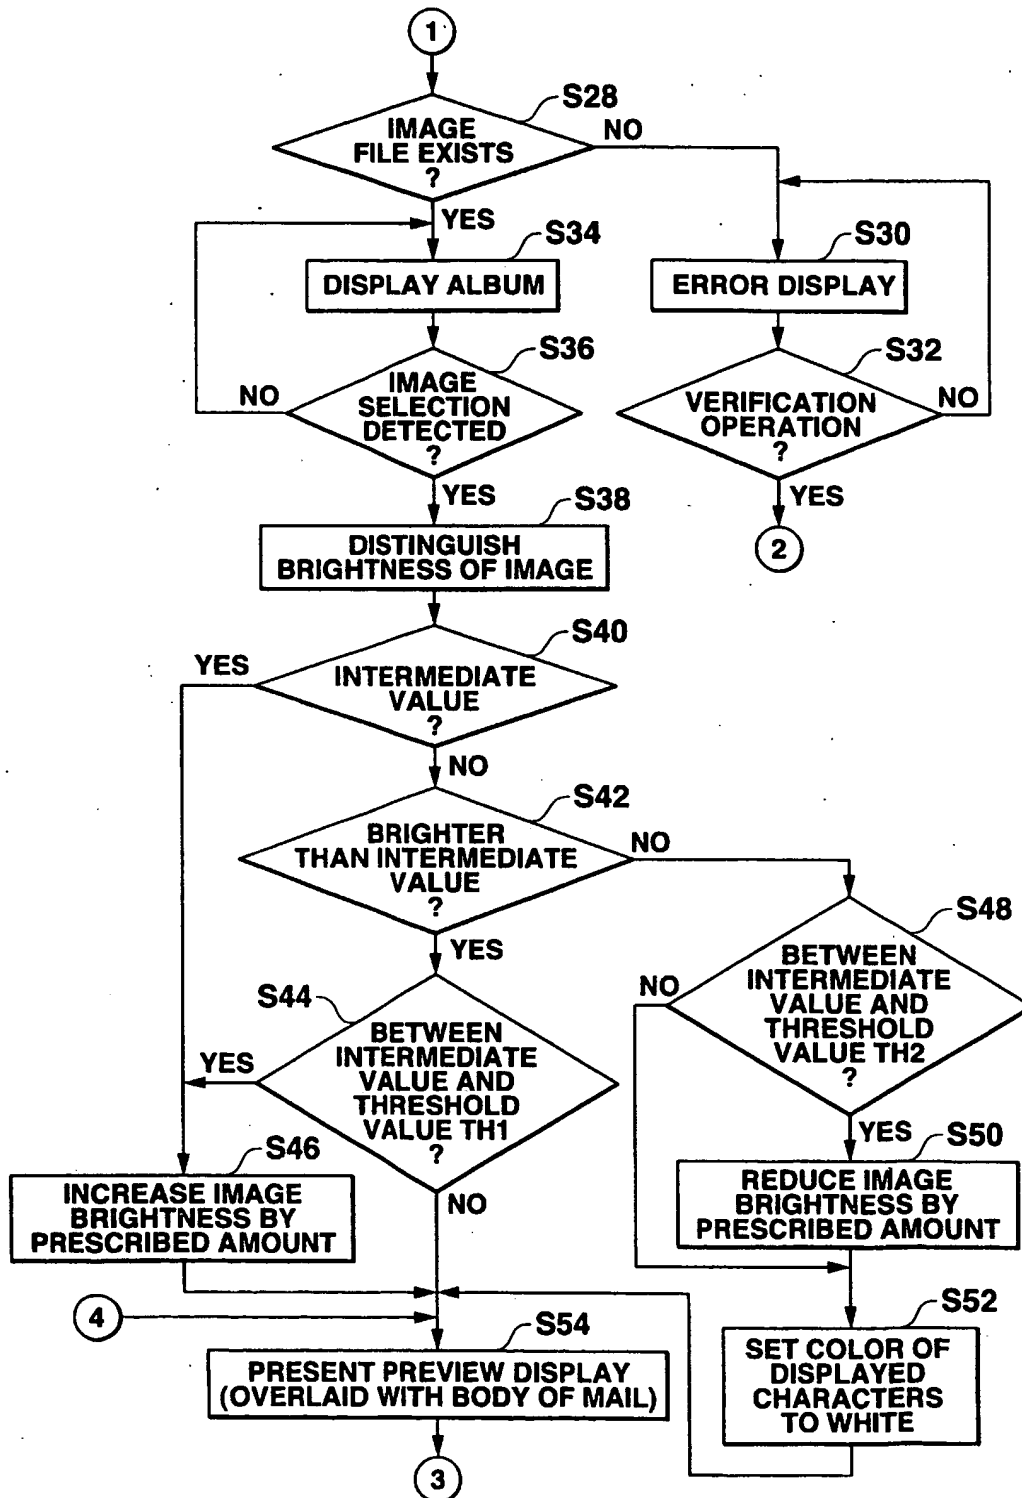 1
S28
IMAGE
FILE EXISTS
?
NO
YES
S34
DISPLAY ALBUM
S30
ERROR DISPLAY
S36
IMAGE
SELECTION
DETECTED
?
NO
YES
S32
VERIFICATION
OPERATION
?
NO
YES
2
S38
DISTINGUISH
BRIGHTNESS OF IMAGE
S40
INTERMEDIATE
VALUE
?
YES
NO
S42
BRIGHTER
THAN INTERMEDIATE
VALUE
?
NO
YES
S44
BETWEEN
INTERMEDIATE
VALUE AND
THRESHOLD
VALUE TH1
?
YES
NO
S48
BETWEEN
INTERMEDIATE
VALUE AND
THRESHOLD
VALUE TH2
?
NO
YES
S46
INCREASE IMAGE
BRIGHTNESS BY
PRESCRIBED AMOUNT
S50
REDUCE IMAGE
BRIGHTNESS BY
PRESCRIBED AMOUNT
4
S52
SET COLOR OF
DISPLAYED
CHARACTERS
TO WHITE
S54
PRESENT PREVIEW DISPLAY
(OVERLAID WITH BODY OF MAIL)
3